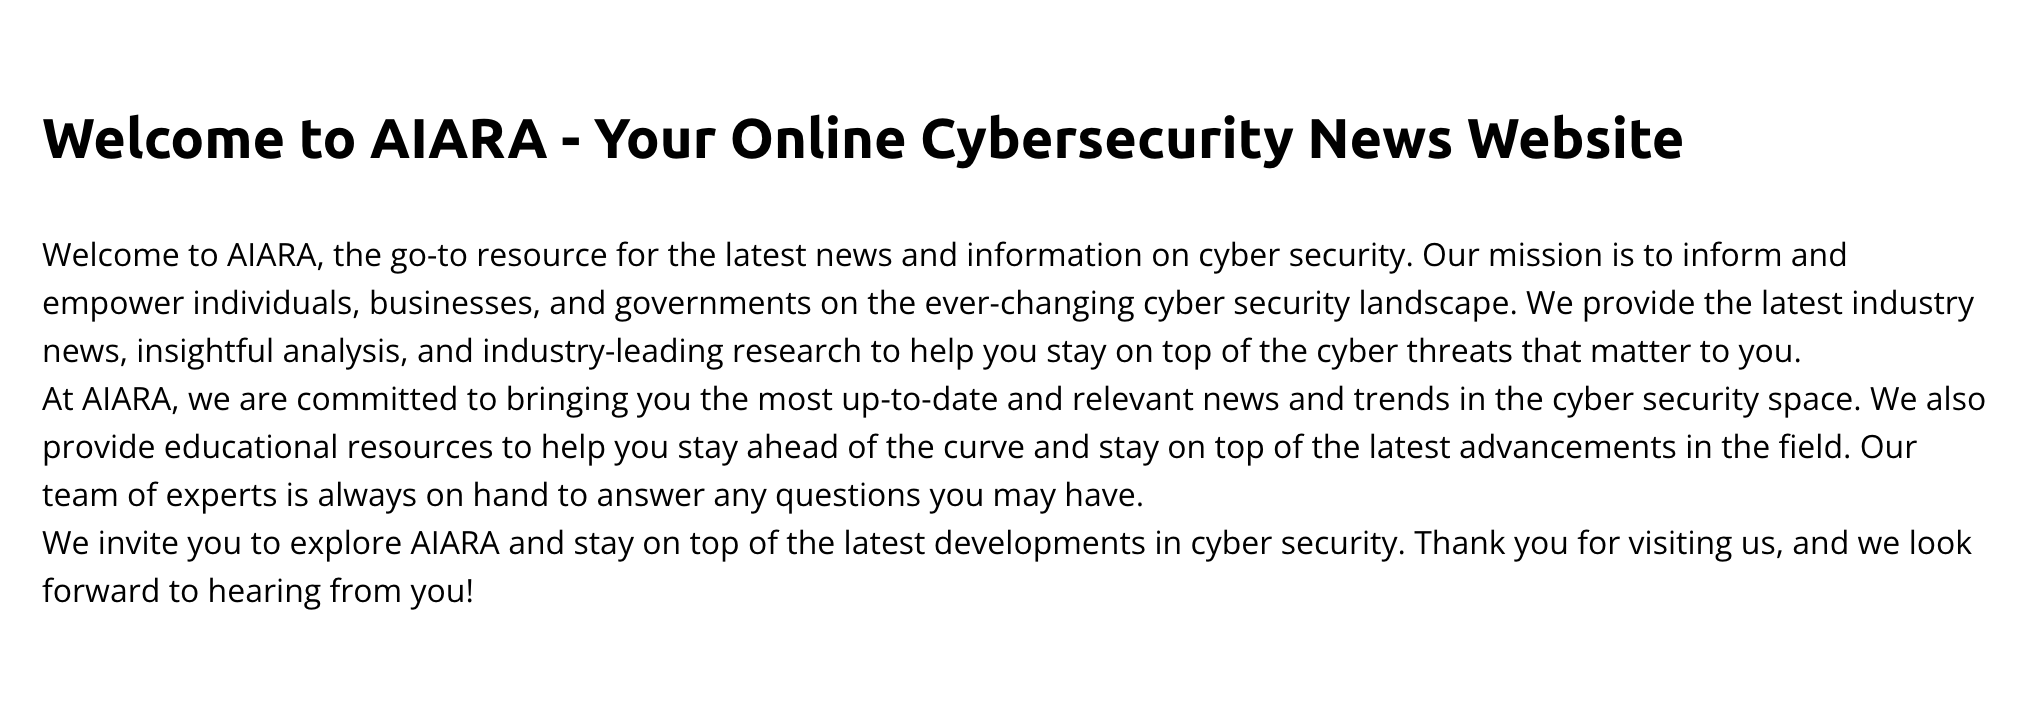 Welcome to AIARA - Your Online Cybersecurity News Website
Welcome to AIARA, the go-to resource for the latest news and information on cyber security. Our mission is to inform and
empower individuals, businesses, and governments on the ever-changing cyber security landscape. We provide the latest industry
news, insightful analysis, and industry-leading research to help you stay on top of the cyber threats that matter to you.
At AIARA, we are committed to bringing you the most up-to-date and relevant news and trends in the cyber security space. We also
provide educational resources to help you stay ahead of the curve and stay on top of the latest advancements in the field. Our
team of experts is always on hand to answer any questions you may have.
We invite you to explore AIARA and stay on top of the latest developments in cyber security. Thank you for visiting us, and we look
forward to hearing from you!